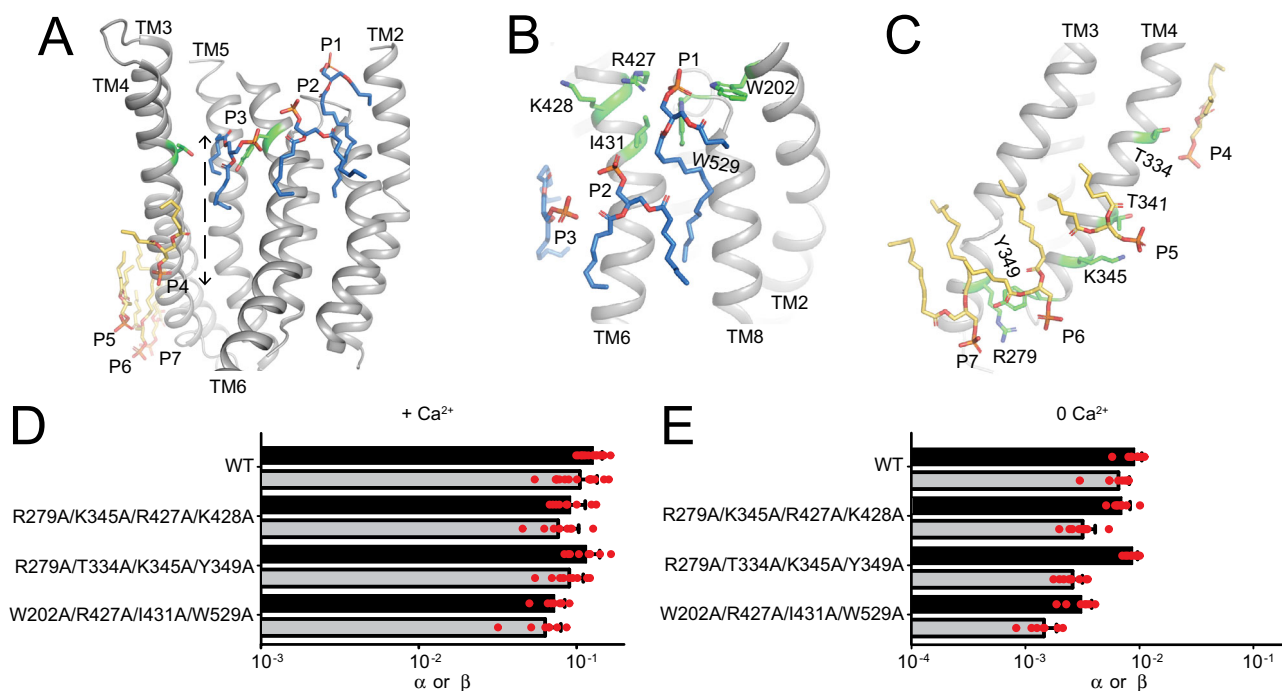 A
TM3
TM5
P1
TM2
TM4
P2
P3
P4
P5
P6
P7
TM6
B
R427
P1
K428
W202
I431
W529
P2
P3
TM2
TM6
TM8
C
TM3
TM4
P4
T334
T341
P5
Y349
K345
P6
R279
P7
D
+ Ca²⁺
WT
R279A/K345A/R427A/K428A
R279A/T334A/K345A/Y349A
W202A/R427A/I431A/W529A
10⁻³ 10⁻² 10⁻¹
α or β
E
0 Ca²⁺
WT
R279A/K345A/R427A/K428A
R279A/T334A/K345A/Y349A
W202A/R427A/I431A/W529A
10⁻⁴ 10⁻³ 10⁻² 10⁻¹
α or β